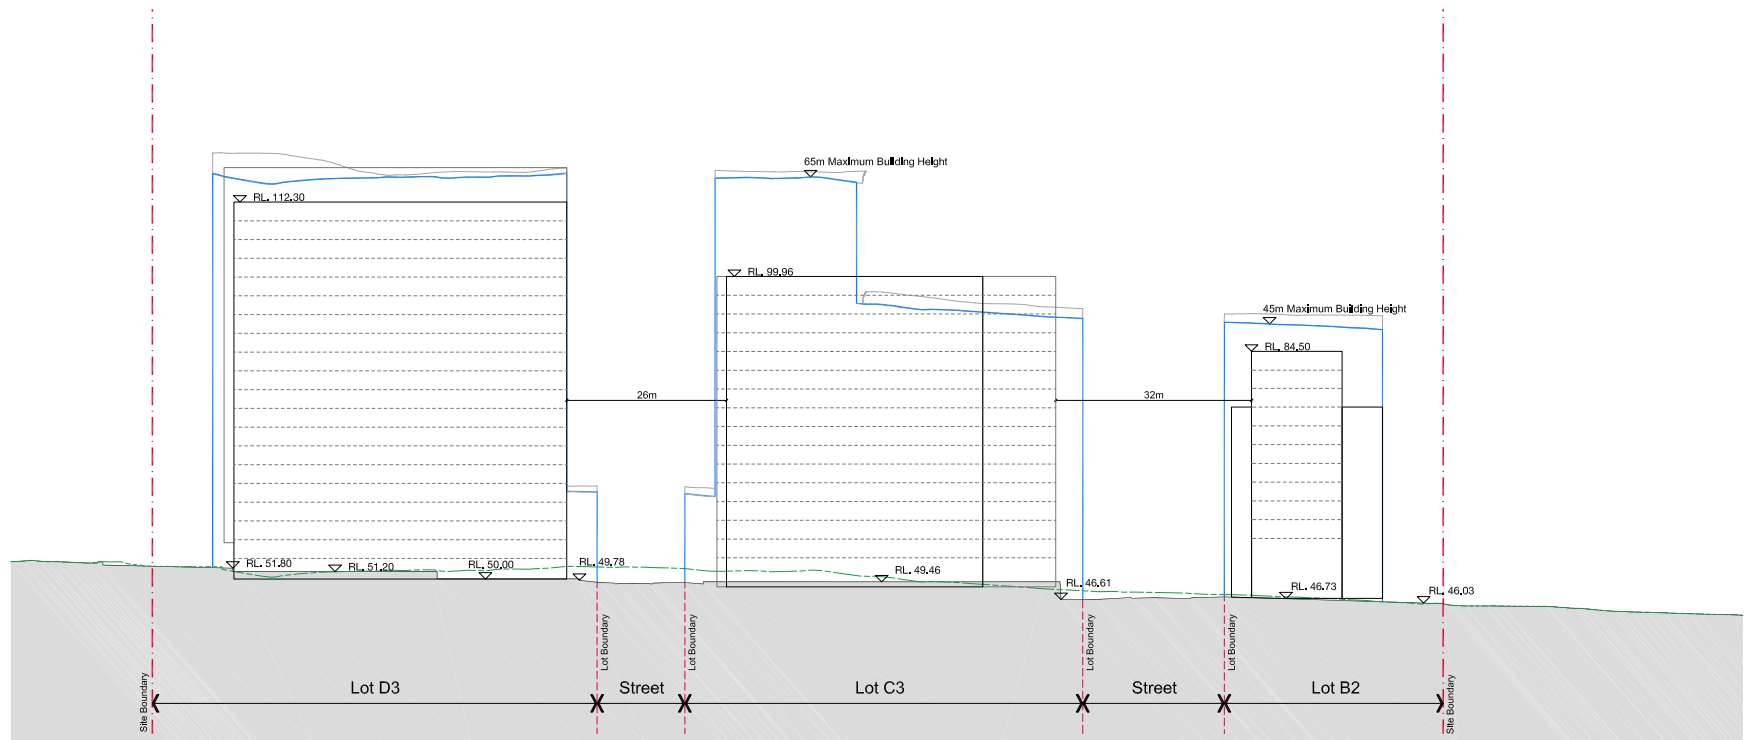 65m Maximum Building Height
RL. 112.30
RL. 99.96
45m Maximum Building Height
RL. 84.50
26m
32m
RL. 51.80
RL. 51.20
RL. 50.00
RL. 49.78
RL. 49.46
RL. 46.61
RL. 46.73
RL. 46.03
Lot Boundary
Lot Boundary
Lot Boundary
Lot Boundary
Site Boundary
Lot D3
Street
Lot C3
Street
Lot B2
Site Boundary